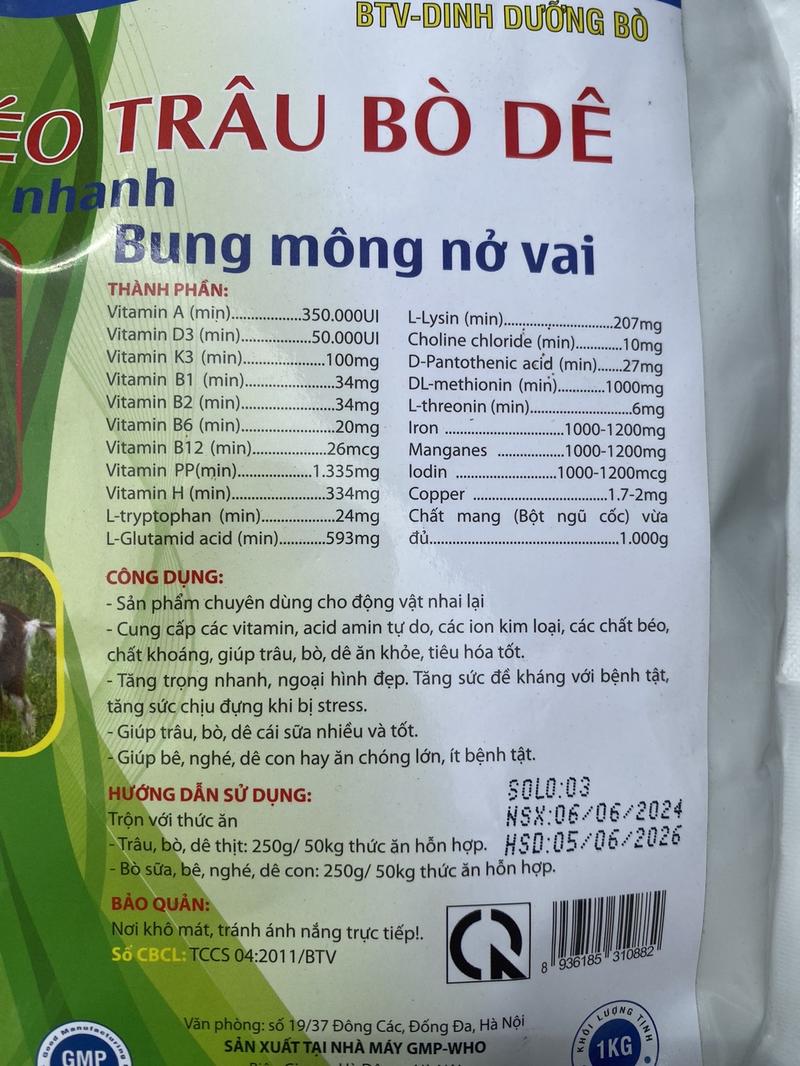 BTV-DINH DƯỠNG BÒ
ÉO TRÂU BÒ DÊ
nhanh
Bung mông nở vai
THÀNH PHẦN:
Vitamin A (min)..................350.000UI
Vitamin D3 (min)..................50.000UI
Vitamin K3 (min)......................100mg
Vitamin B1 (min)........................34mg
Vitamin B2 (min)........................34mg
Vitamin B6 (min)........................20mg
Vitamin B12 (min)....................26mcg
Vitamin PP(min)....................1.335mg
Vitamin H (min)........................334mg
L-tryptophan (min)...................24mg
L-Glutamid acid (min)...........593mg
L-Lysin (min)...........................207mg
Choline chloride (min)...........10mg
D-Pantothenic acid (min)......27mg
DL-methionin (min)...........1000mg
L-threonin (min).........................6mg
Iron .............................1000-1200mg
Manganes ................1000-1200mg
Iodin ........................1000-1200mcg
Copper ................................1.7-2mg
Chất mang (Bột ngũ cốc) vừa
đủ..............................................1.000g
CÔNG DỤNG:
- Sản phẩm chuyên dùng cho động vật nhai lại
- Cung cấp các vitamin, acid amin tự do, các ion kim loại, các chất béo,
chất khoáng, giúp trâu, bò, dê ăn khỏe, tiêu hóa tốt.
- Tăng trọng nhanh, ngoại hình đẹp. Tăng sức đề kháng với bệnh tật,
tăng sức chịu đựng khi bị stress.
- Giúp trâu, bò, dê cái sữa nhiều và tốt.
- Giúp bê, nghé, dê con hay ăn chóng lớn, ít bệnh tật.
HƯỚNG DẪN SỬ DỤNG:
Trộn với thức ăn
- Trâu, bò, dê thịt: 250g/ 50kg thức ăn hỗn hợp.
- Bò sữa, bê, nghé, dê con: 250g/ 50kg thức ăn hỗn hợp.
SOLO:03
NSX:06/06/2024
HSD:05/06/2026
BẢO QUẢN:
Nơi khô mát, tránh ánh nắng trực tiếp!.
Số CBCL: TCCS 04:2011/BTV
8 936185 310882
Văn phòng: số 19/37 Đông Các, Đống Đa, Hà Nội
SẢN XUẤT TẠI NHÀ MÁY GMP-WHO
Good Manufacturing
GMP
KHỐI LƯỢNG TỊNH
1KG